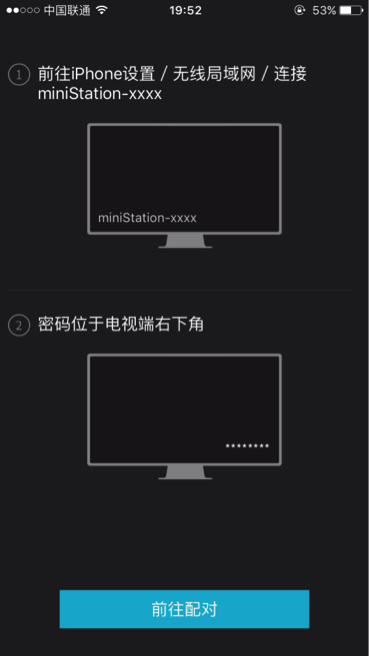 中国联通 19:52 53%
1 前往iPhone设置 / 无线局域网 / 连接
miniStation-xxxx
miniStation-xxxx
2 密码位于电视端右下角
********
前往配对